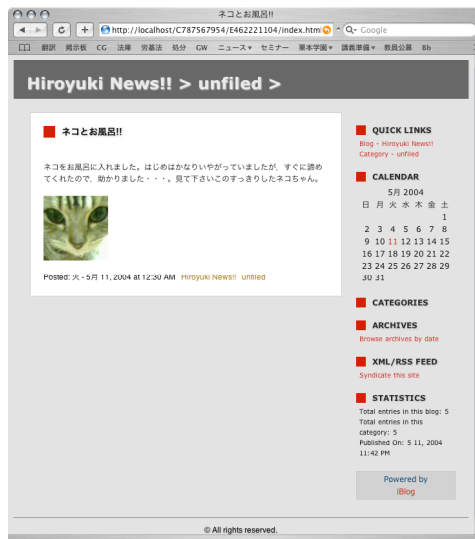 ネコとお風呂!!
http://localhost/C787567954/E462221104/index.html
Google
翻訳 掲示板 CG 法庫 労基法 処分 GW ニュース▼ セミナー 栗本学園▼ 講義準備▼ 教員公募 Bb
Hiroyuki News!! > unfiled >
ネコとお風呂!!
ネコをお風呂に入れました。はじめはかなりいやがっていましたが，すぐに諦め
てくれたので，助かりました・・・。見て下さいこのすっきりしたネコちゃん。
Posted: 火 - 5月 11, 2004 at 12:30 AM Hiroyuki News!! unfiled
QUICK LINKS
Blog - Hiroyuki News!!
Category - unfiled
CALENDAR
5月 2004
日 月 火 水 木 金 土
1
2 3 4 5 6 7 8
9 10 11 12 13 14 15
16 17 18 19 20 21 22
23 24 25 26 27 28 29
30 31
CATEGORIES
ARCHIVES
Browse archives by date
XML/RSS FEED
Syndicate this site
STATISTICS
Total entries in this blog: 5
Total entries in this
category: 5
Published On: 5 11, 2004
11:42 PM
Powered by
iBlog
© All rights reserved.